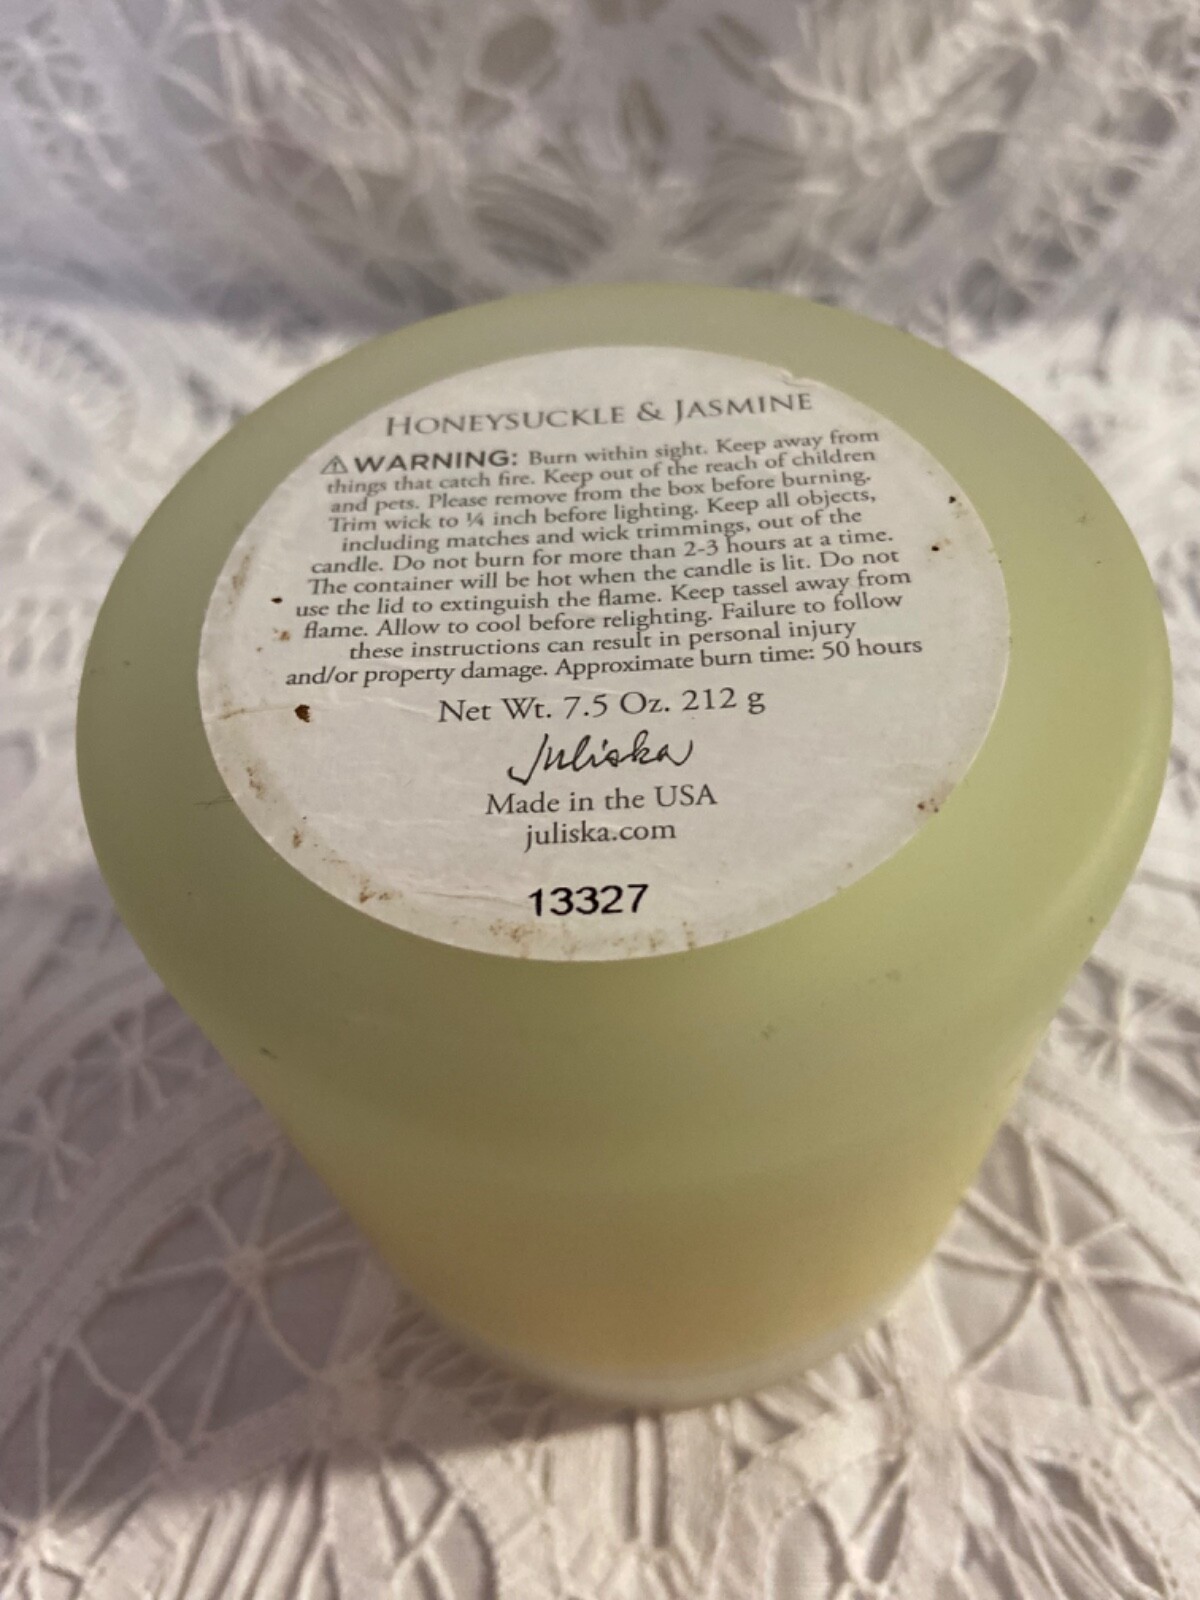 HONEYSUCKLE & JASMINE
⚠ WARNING: Burn within sight. Keep away from
things that catch fire. Keep out of the reach of children
and pets. Please remove from the box before burning.
Trim wick to ¼ inch before lighting. Keep all objects,
including matches and wick trimmings, out of the
candle. Do not burn for more than 2-3 hours at a time.
The container will be hot when the candle is lit. Do not
use the lid to extinguish the flame. Keep tassel away from
flame. Allow to cool before relighting. Failure to follow
these instructions can result in personal injury
and/or property damage. Approximate burn time: 50 hours
Net Wt. 7.5 Oz. 212 g
Juliska
Made in the USA
juliska.com
13327